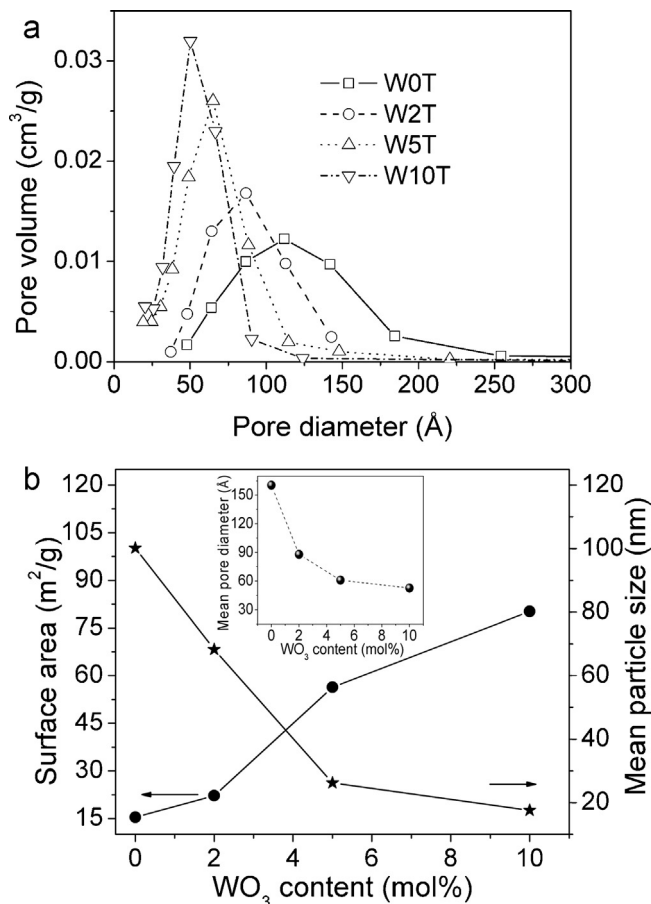 a
0.03
0.02
0.01
0.00
Pore volume (cm³/g)
W0T
W2T
W5T
W10T
0 50 100 150 200 250 300
Pore diameter (Å)
b
120
105
90
75
60
45
30
15
Surface area (m²/g)
150
120
90
60
30
Mean pore diameter (Å)
0 2 4 6 8 10
WO₃ content (mol%)
120
100
80
60
40
20
Mean particle size (nm)
0 2 4 6 8 10
WO₃ content (mol%)